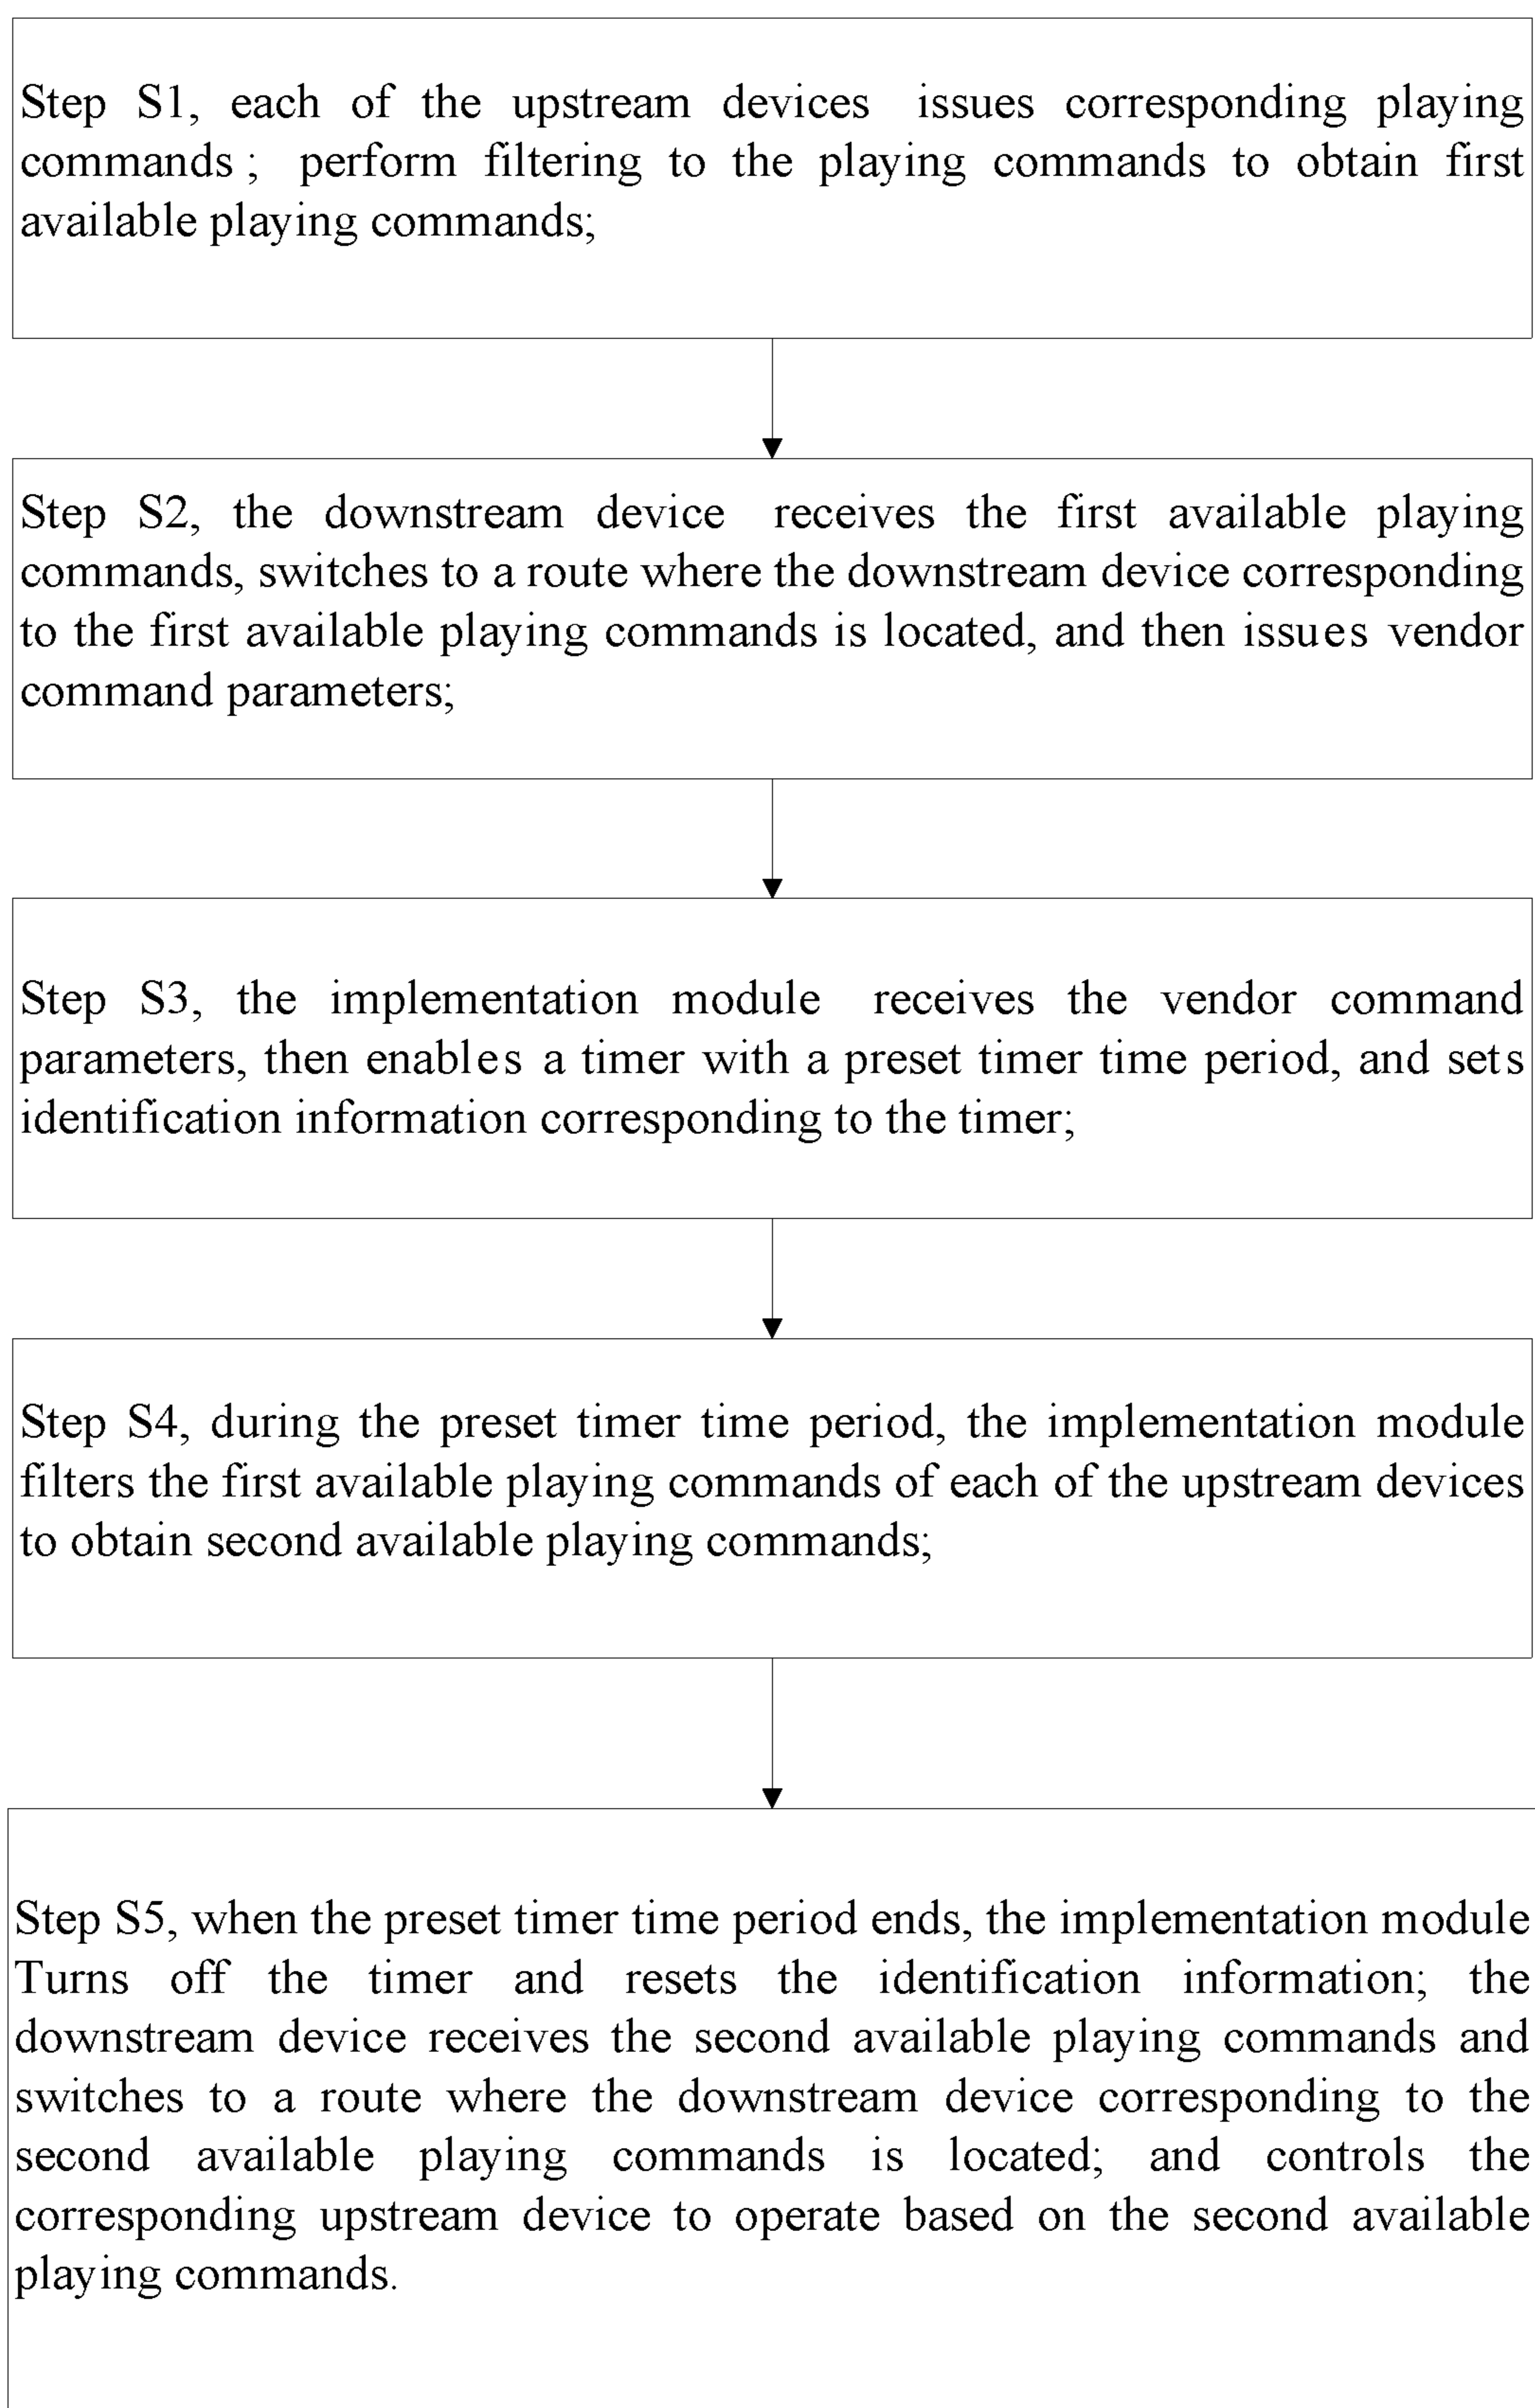 Step S1, each of the upstream devices issues corresponding playing
commands ; perform filtering to the playing commands to obtain first
available playing commands;
Step S2, the downstream device receives the first available playing
commands, switches to a route where the downstream device corresponding
to the first available playing commands is located, and then issues vendor
command parameters;
Step S3, the implementation module receives the vendor command
parameters, then enables a timer with a preset timer time period, and sets
identification information corresponding to the timer;
Step S4, during the preset timer time period, the implementation module
filters the first available playing commands of each of the upstream devices
to obtain second available playing commands;
Step S5, when the preset timer time period ends, the implementation module
Turns off the timer and resets the identification information; the
downstream device receives the second available playing commands and
switches to a route where the downstream device corresponding to the
second available playing commands is located; and controls the
corresponding upstream device to operate based on the second available
playing commands.